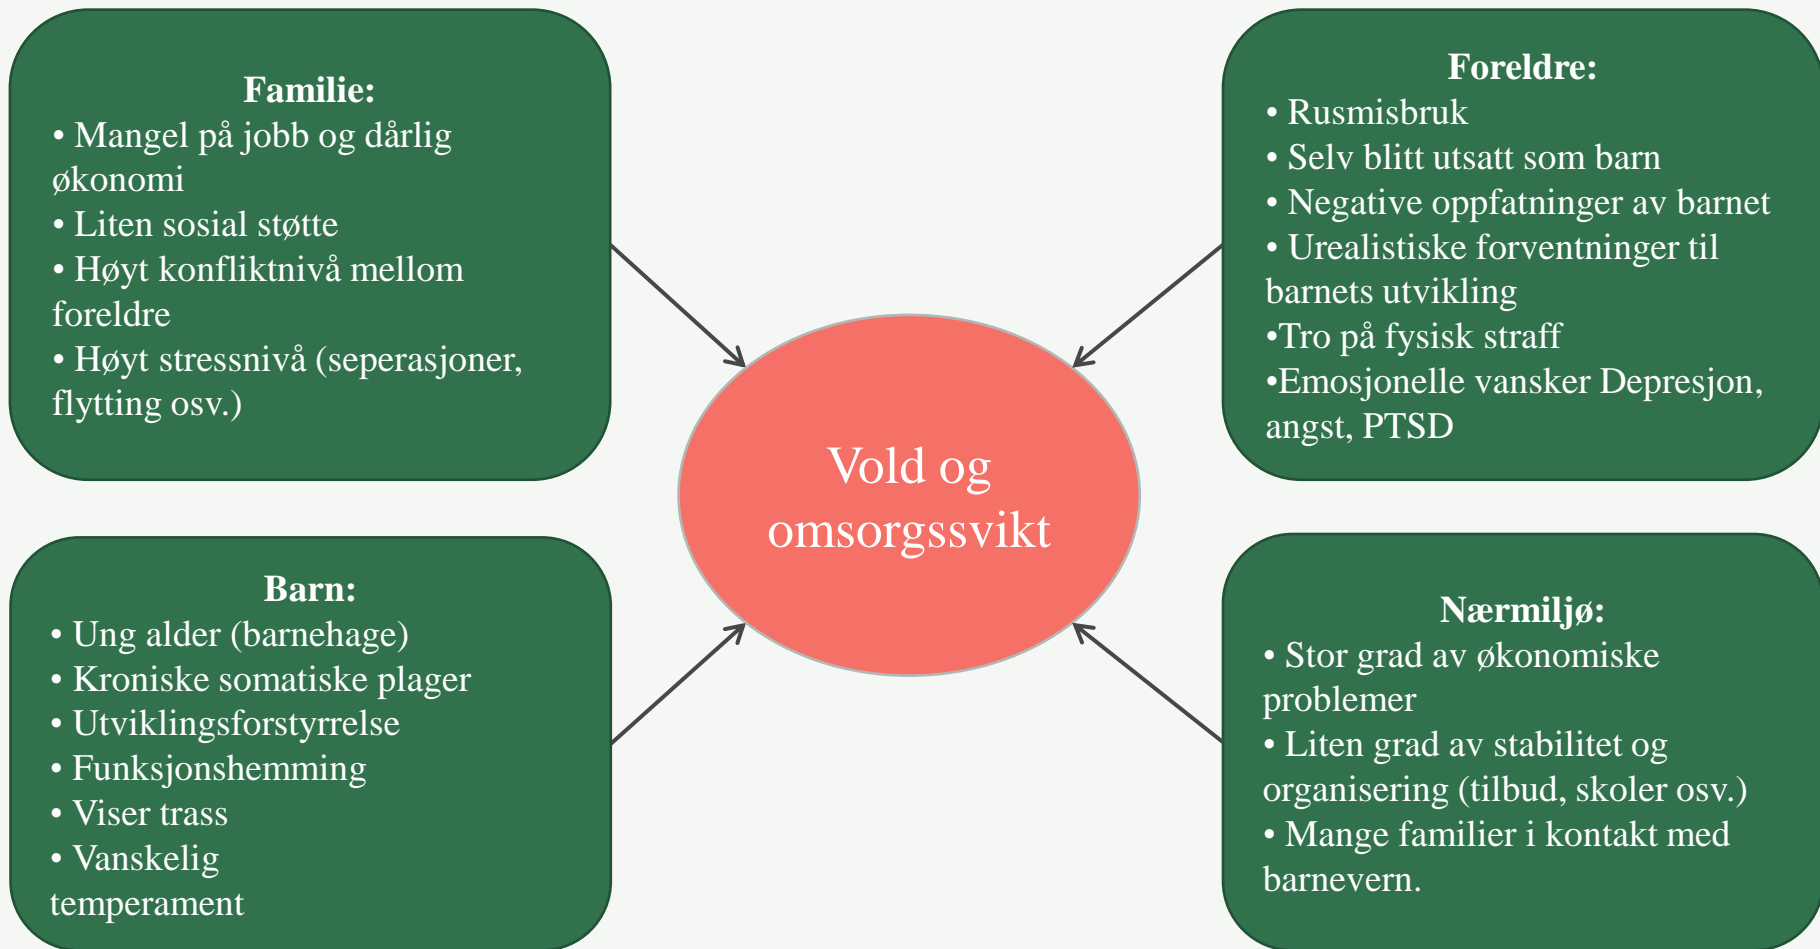 Familie:
• Mangel på jobb og dårlig
økonomi
• Liten sosial støtte
• Høyt konfliktnivå mellom
foreldre
• Høyt stressnivå (seperasjoner,
flytting osv.)
Foreldre:
• Rusmisbruk
• Selv blitt utsatt som barn
• Negative oppfatninger av barnet
• Urealistiske forventninger til
barnets utvikling
•Tro på fysisk straff
•Emosjonelle vansker Depresjon,
angst, PTSD
Vold og
omsorgssvikt
Barn:
• Ung alder (barnehage)
• Kroniske somatiske plager
• Utviklingsforstyrrelse
• Funksjonshemming
• Viser trass
• Vanskelig
temperament
Nærmiljø:
• Stor grad av økonomiske
problemer
• Liten grad av stabilitet og
organisering (tilbud, skoler osv.)
• Mange familier i kontakt med
barnevern.